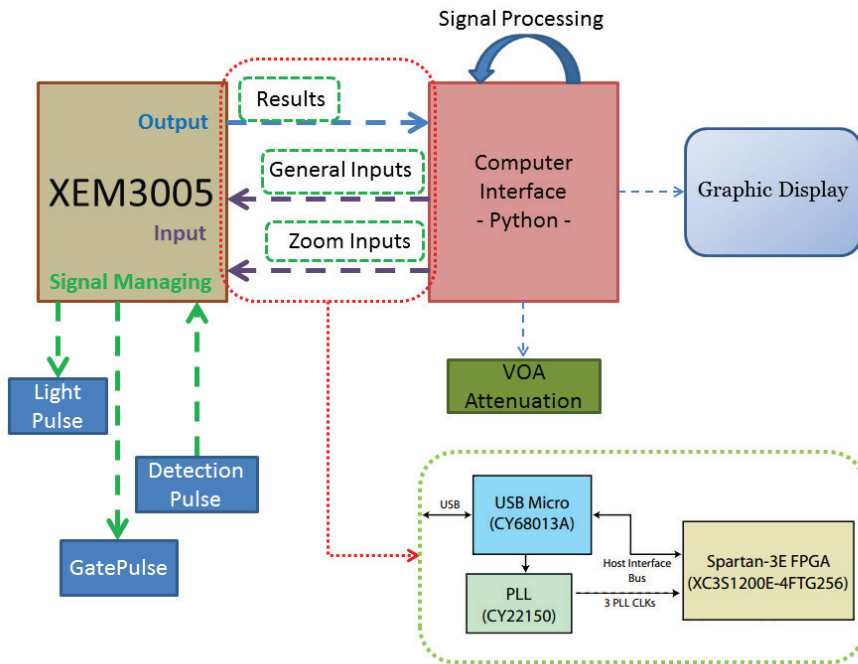 Signal Processing
Results
Output
General Inputs
XEM3005
Input
Zoom Inputs
Signal Managing
Computer
Interface
- Python -
Graphic Display
Light
Pulse
Detection
Pulse
GatePulse
VOA
Attenuation
USB
USB Micro
(CY68013A)
Host Interface
Bus
Spartan-3E FPGA
(XC3S1200E-4FTG256)
PLL
(CY22150)
3 PLL CLKs